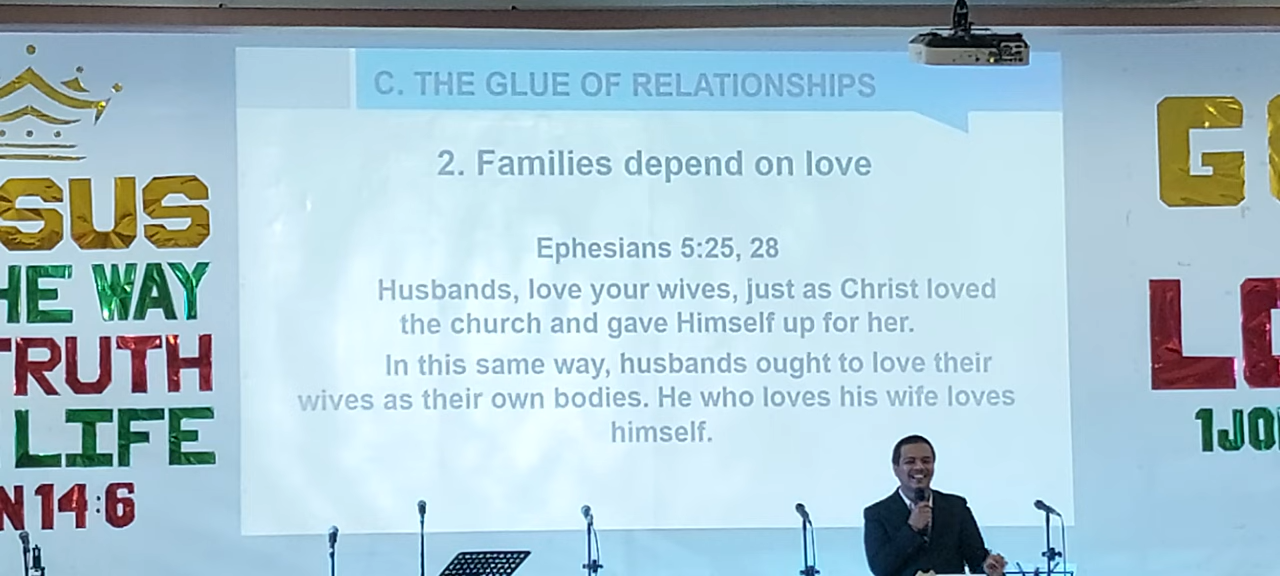 SUS
HE WAY
TRUTH
LIFE
N 14:6
C. THE GLUE OF RELATIONSHIPS
2. Families depend on love
Ephesians 5:25, 28
Husbands, love your wives, just as Christ loved
the church and gave Himself up for her.
In this same way, husbands ought to love their
wives as their own bodies. He who loves his wife loves
himself.
G
L
1JO